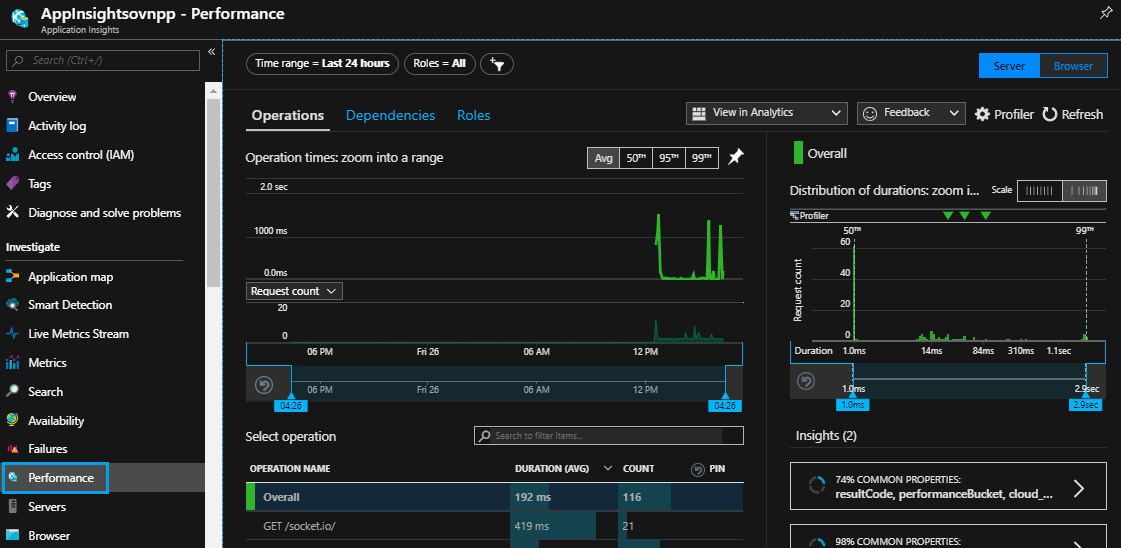 AppInsightsovnpp - Performance
Application Insights
Search (Ctrl+/)
«
Overview
Activity log
Access control (IAM)
Tags
Diagnose and solve problems
Investigate
Application map
Smart Detection
Live Metrics Stream
Metrics
Search
Availability
Failures
Performance
Servers
Browser
Time range = Last 24 hours
Roles = All
Server
Browser
Operations
Dependencies
Roles
View in Analytics
Feedback
Profiler
Refresh
Operation times: zoom into a range
Avg
50TH
95TH
99TH
2.0 sec
1000 ms
0.0ms
Request count
20
0
06 PM
Fri 26
06 AM
12 PM
06 PM
Fri 26
06 AM
12 PM
04:26
04:26
Select operation
Search to filter items...
OPERATION NAME
DURATION (AVG)
COUNT
PIN
Overall
192 ms
116
GET /socket.io/
419 ms
21
Overall
Distribution of durations: zoom i...
Scale
Profiler
50TH
99TH
60
40
20
0
Request count
Duration
1.0ms
14ms
84ms
310ms
1.1sec
1.0ms
2.9sec
1.0ms
2.9sec
Insights (2)
74% COMMON PROPERTIES:
resultCode, performanceBucket, cloud_...
98% COMMON PROPERTIES: